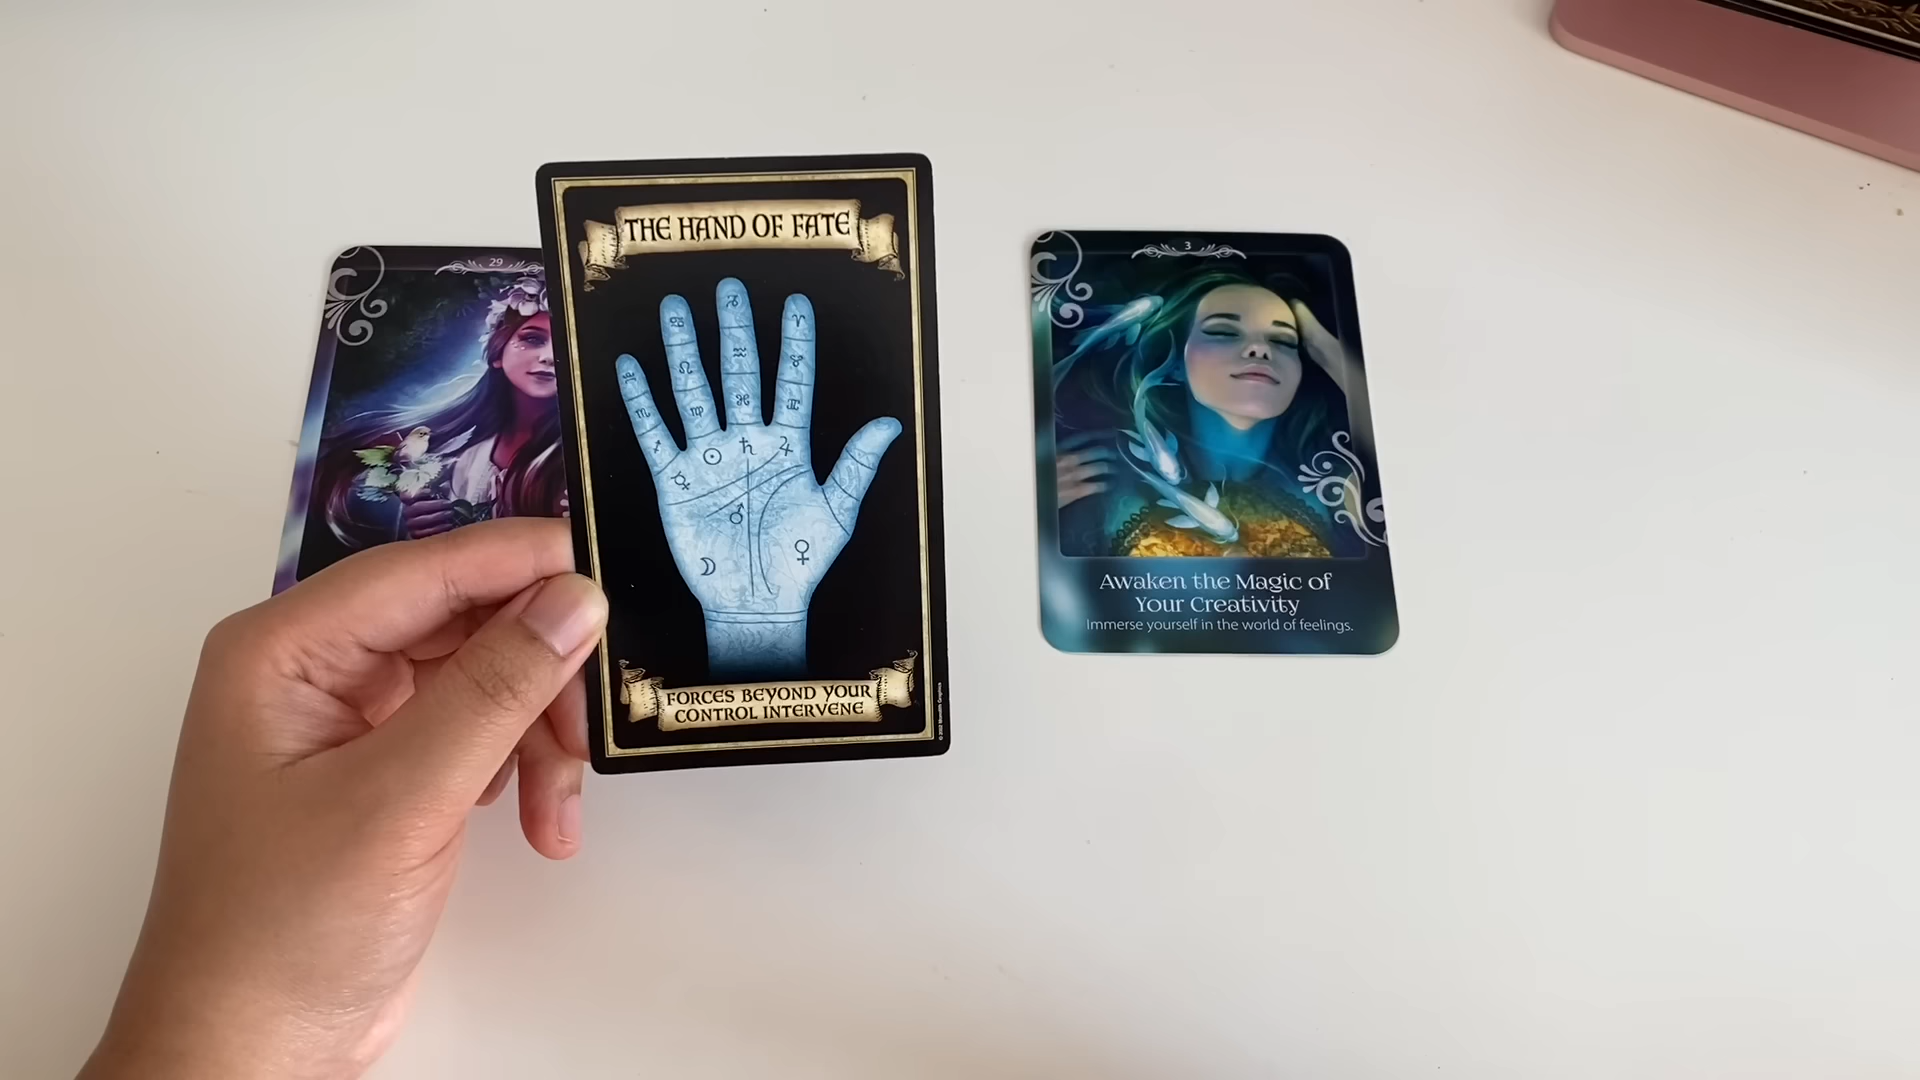 29
THE HAND OF FATE
FORCES BEYOND YOUR
CONTROL INTERVENE
3
Awaken the Magic of
Your Creativity
Immerse yourself in the world of feelings.